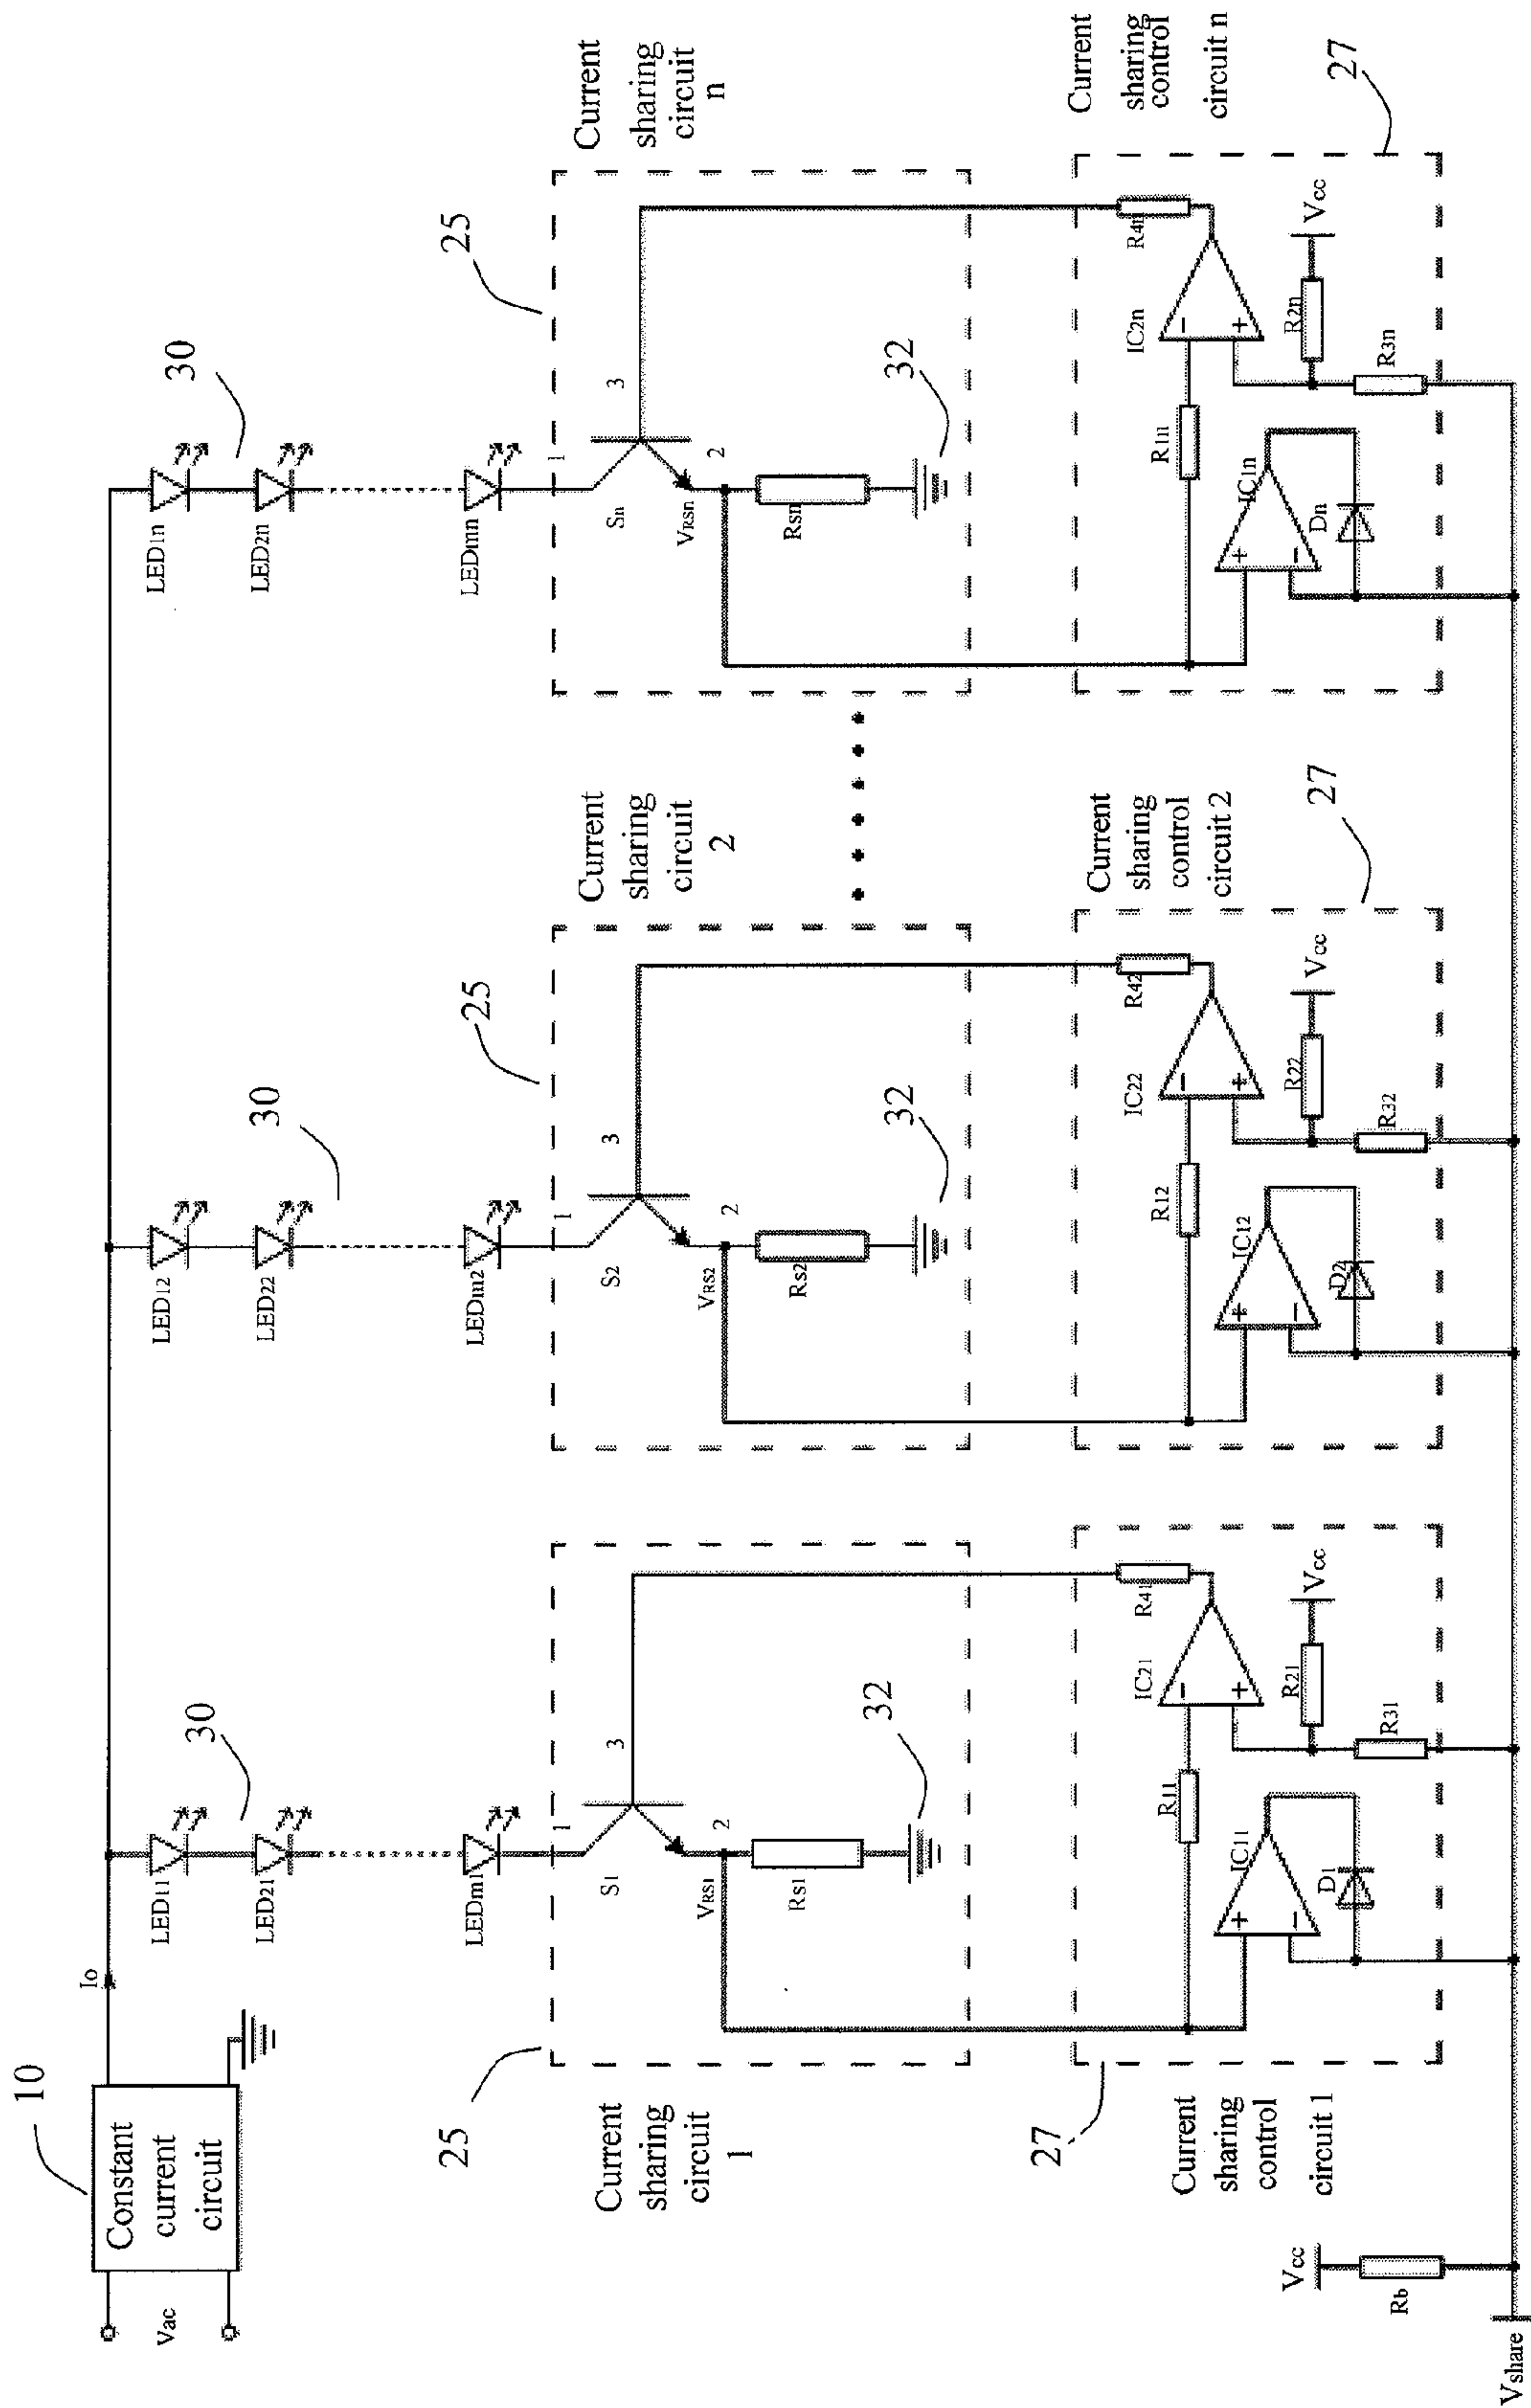 10
Constant
current
circuit
Vac
Io
30
LED11
LED21
LEDm1
30
LED12
LED22
LEDm2
30
LED1n
LED2n
LEDmn
25
Current
sharing
circuit
1
1
S1
3
2
VRS1
RS1
32
25
Current
sharing
circuit
2
1
S2
3
2
VRS2
RS2
32
25
Current
sharing
circuit
n
1
Sn
3
2
VRSn
RSn
32
27
Current
sharing
control
circuit 1
R41
IC21
-
+
R11
R21
Vcc
R31
IC11
+
-
D1
27
Current
sharing
control
circuit 2
R42
IC22
-
+
R12
R22
Vcc
R32
IC12
+
-
D2
27
Current
sharing
control
circuit n
R4n
IC2n
-
+
R1n
R2n
Vcc
R3n
IC1n
+
-
Dn
Vcc
Rb
Vshare